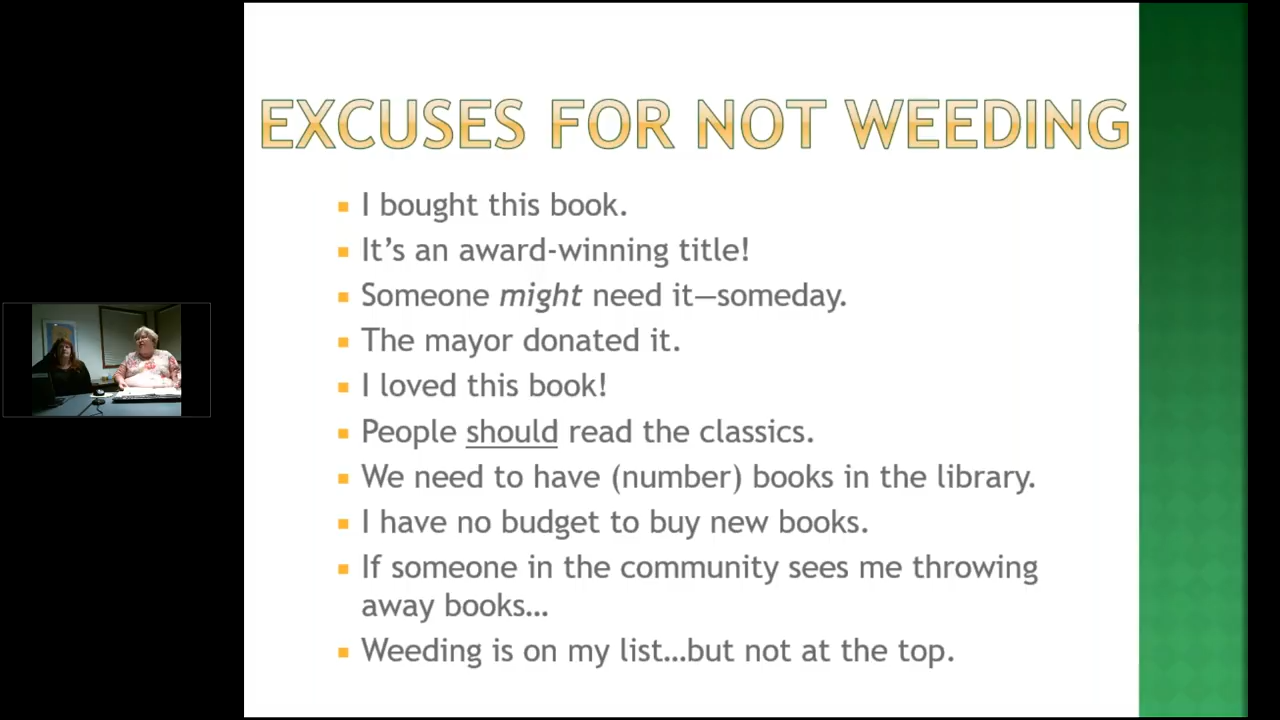 EXCUSES FOR NOT WEEDING
I bought this book.
It’s an award-winning title!
Someone might need it—someday.
The mayor donated it.
I loved this book!
People should read the classics.
We need to have (number) books in the library.
I have no budget to buy new books.
If someone in the community sees me throwing
away books…
Weeding is on my list…but not at the top.